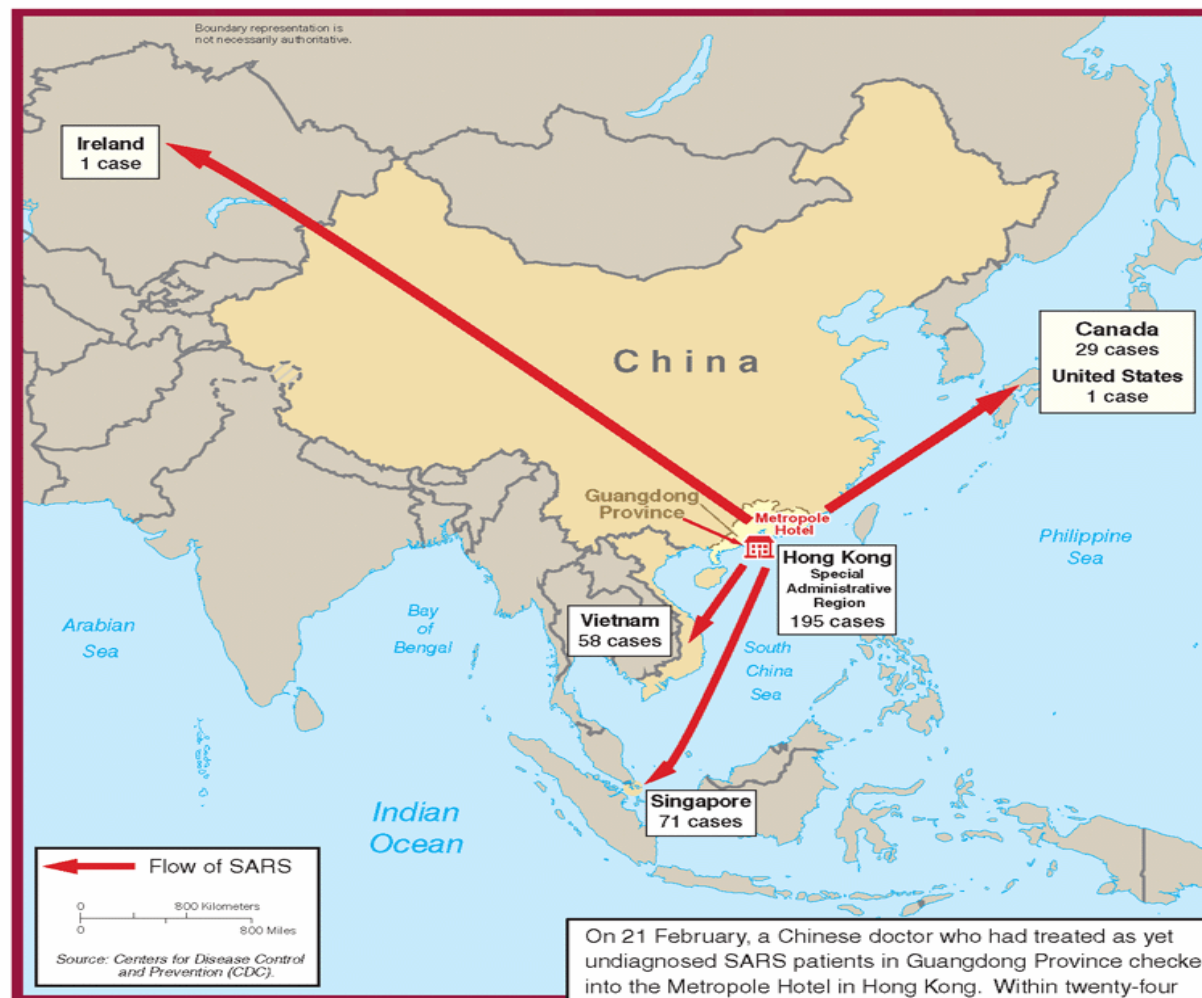 Boundary representation is
not necessarily authoritative.
Ireland
1 case
Canada
29 cases
United States
1 case
China
Guangdong
Province
Metropole
Hotel
Hong Kong
Special
Administrative
Region
195 cases
Philippine
Sea
Vietnam
58 cases
Arabian
Sea
Bay
of
Bengal
South
China
Sea
Singapore
71 cases
Indian
Ocean
Flow of SARS
0 800 Kilometers
0 800 Miles
Source: Centers for Disease Control
and Prevention (CDC).
On 21 February, a Chinese doctor who had treated as yet
undiagnosed SARS patients in Guangdong Province checke
into the Metropole Hotel in Hong Kong. Within twenty-four